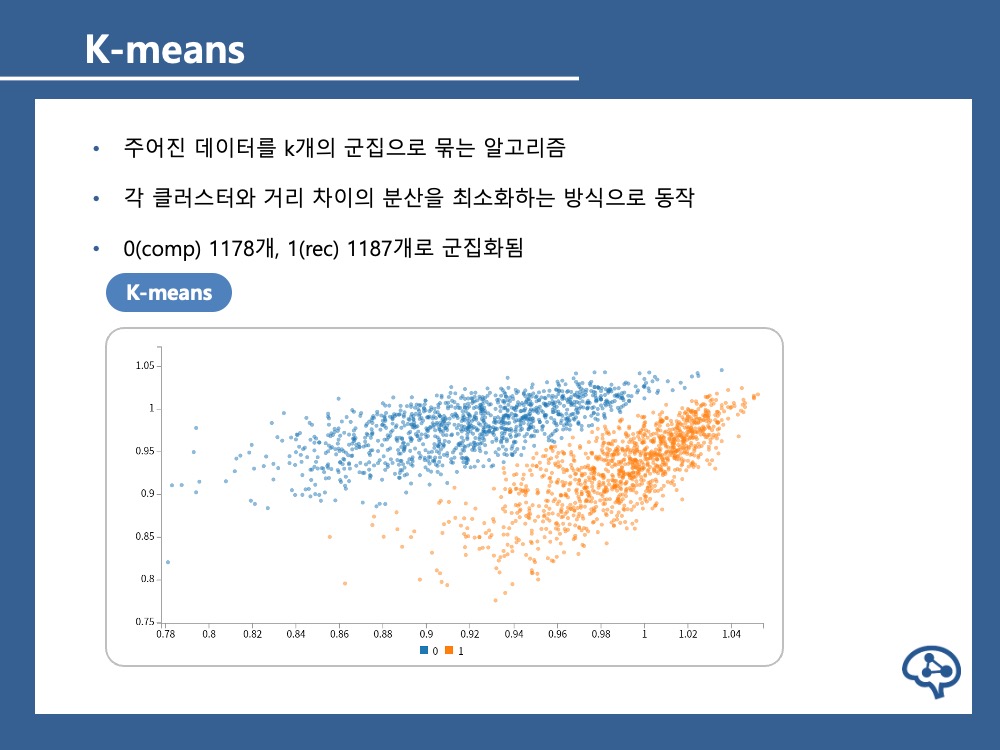 K-means
• 주어진 데이터를 k개의 군집으로 묶는 알고리즘
• 각 클러스터와 거리 차이의 분산을 최소화하는 방식으로 동작
• 0(comp) 1178개, 1(rec) 1187개로 군집화됨
K-means
1.05
1
0.95
0.9
0.85
0.8
0.75
0.78 0.8 0.82 0.84 0.86 0.88 0.9 0.92 0.94 0.96 0.98 1 1.02 1.04
0 1